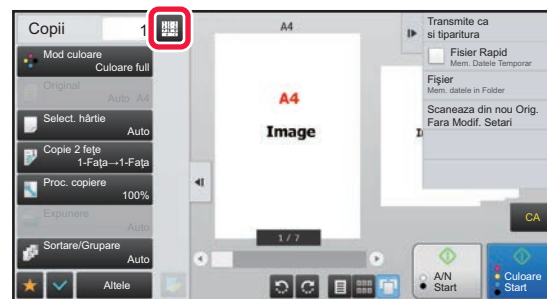 Copii
1
Mod culoare
Culoare full
Original
Auto A4
Select. hârtie
Auto
Copie 2 feţe
1-Faţa→1-Faţa
Proc. copiere
100%
Expunere
Auto
Sortare/Grupare
Auto
Altele
A4
A4
Image
1 / 7
Transmite ca
si tiparitura
Fisier Rapid
Mem. Datele Temporar
Fişier
Mem. datele in Folder
Scaneaza din nou Orig.
Fara Modif. Setari
CA
A/N
Start
Culoare
Start